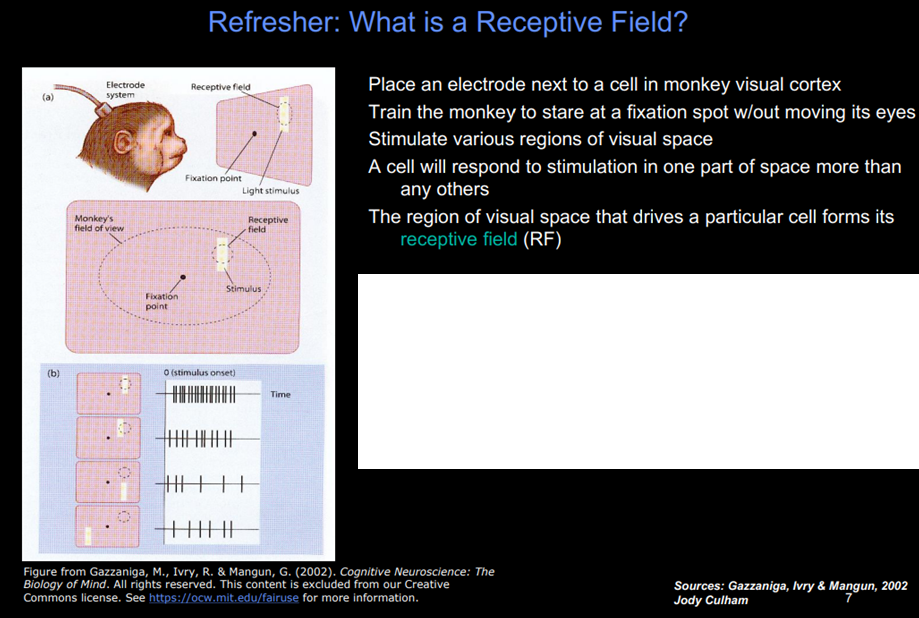 Refresher: What is a Receptive Field?
(a)
Electrode
system
Receptive field
Fixation point
Light stimulus
Monkey's
field of view
Receptive
field
Stimulus
Fixation
point
(b)
0 (stimulus onset)
Time
Place an electrode next to a cell in monkey visual cortex
Train the monkey to stare at a fixation spot w/out moving its eyes
Stimulate various regions of visual space
A cell will respond to stimulation in one part of space more than
any others
The region of visual space that drives a particular cell forms its
receptive field (RF)
Figure from Gazzaniga, M., Ivry, R. & Mangun, G. (2002). Cognitive Neuroscience: The
Biology of Mind. All rights reserved. This content is excluded from our Creative
Commons license. See https://ocw.mit.edu/fairuse for more information.
Sources: Gazzaniga, Ivry & Mangun, 2002
Jody Culham
7